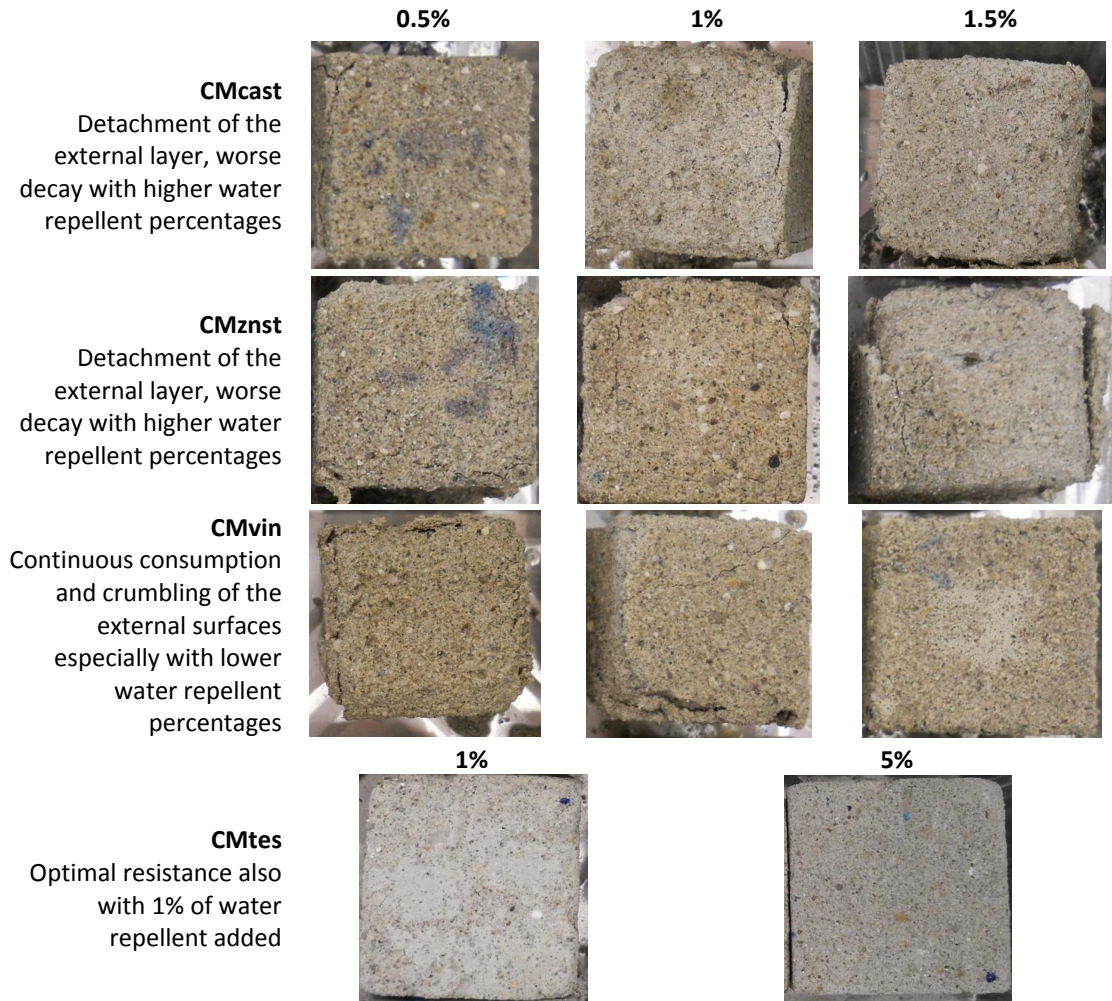 0.5% 1% 1.5%
CMcast
Detachment of the
external layer, worse
decay with higher water
repellent percentages
CMznst
Detachment of the
external layer, worse
decay with higher water
repellent percentages
CMvin
Continuous consumption
and crumbling of the
external surfaces
especially with lower
water repellent
percentages
1% 5%
CMtes
Optimal resistance also
with 1% of water
repellent added